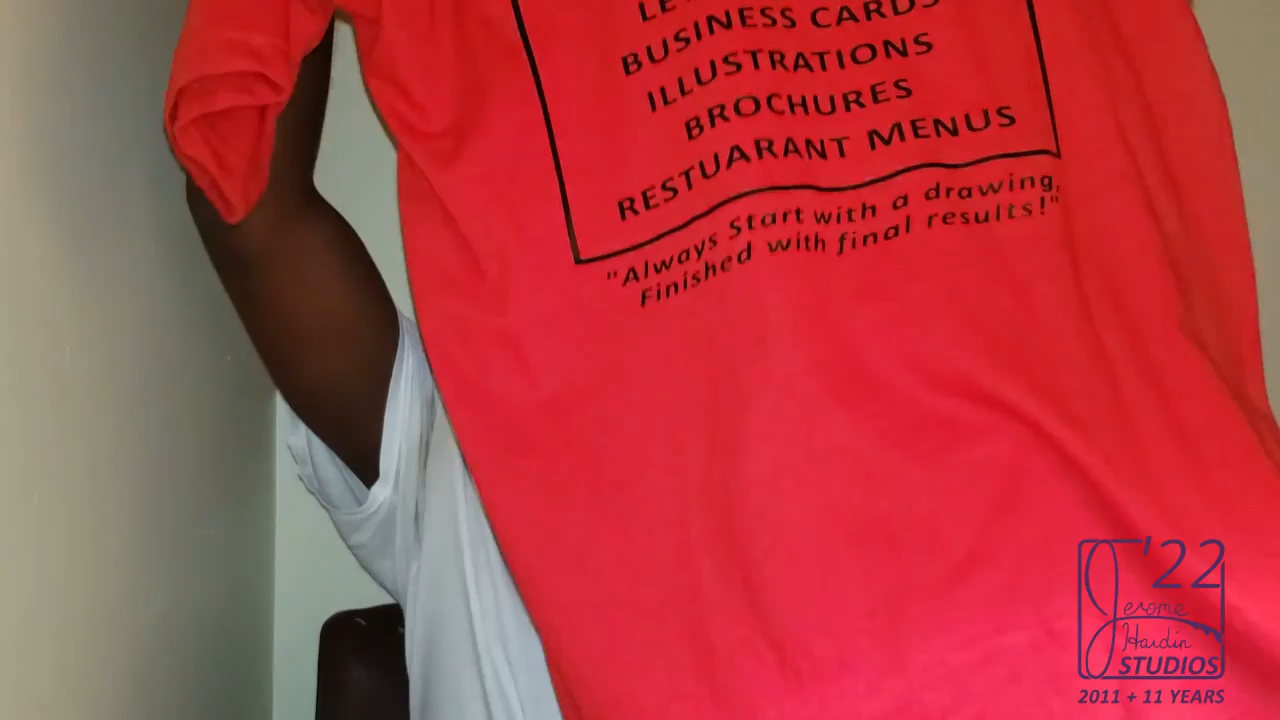 BUSINESS CARDS
ILLUSTRATIONS
BROCHURES
RESTUARANT MENUS
"Always Start with a drawing,
Finished with final results!"
'22
Jerome
Hardin
STUDIOS
2011 + 11 YEARS